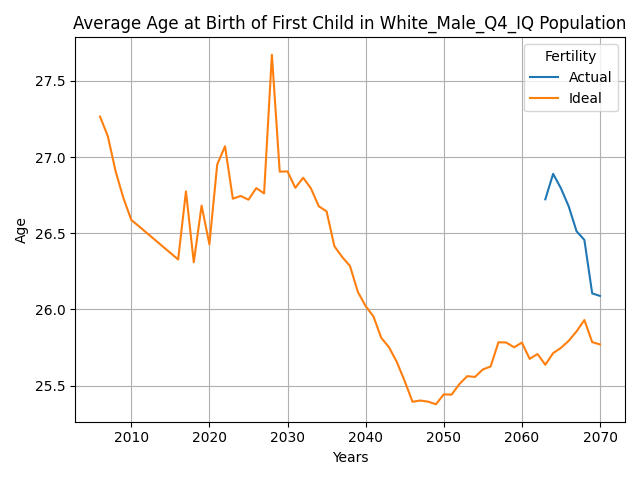 Average Age at Birth of First Child in White_Male_Q4_IQ Population
Fertility
Actual
Ideal
Age
27.5
27.0
26.5
26.0
25.5
2010 2020 2030 2040 2050 2060 2070
Years